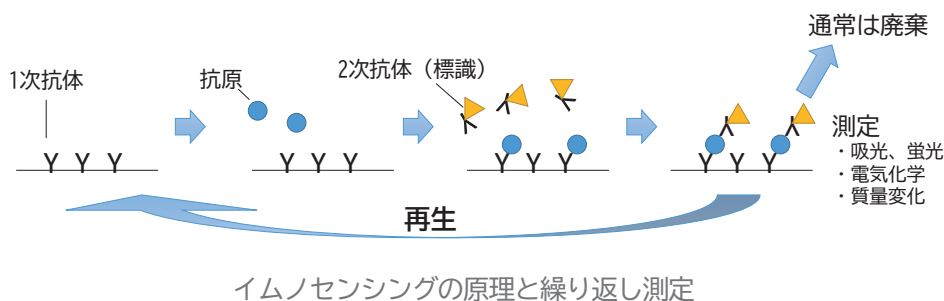 通常は廃棄
1次抗体
抗原
2次抗体（標識）
測定
・吸光、蛍光
・電気化学
・質量変化
再生
イムノセンシングの原理と繰り返し測定